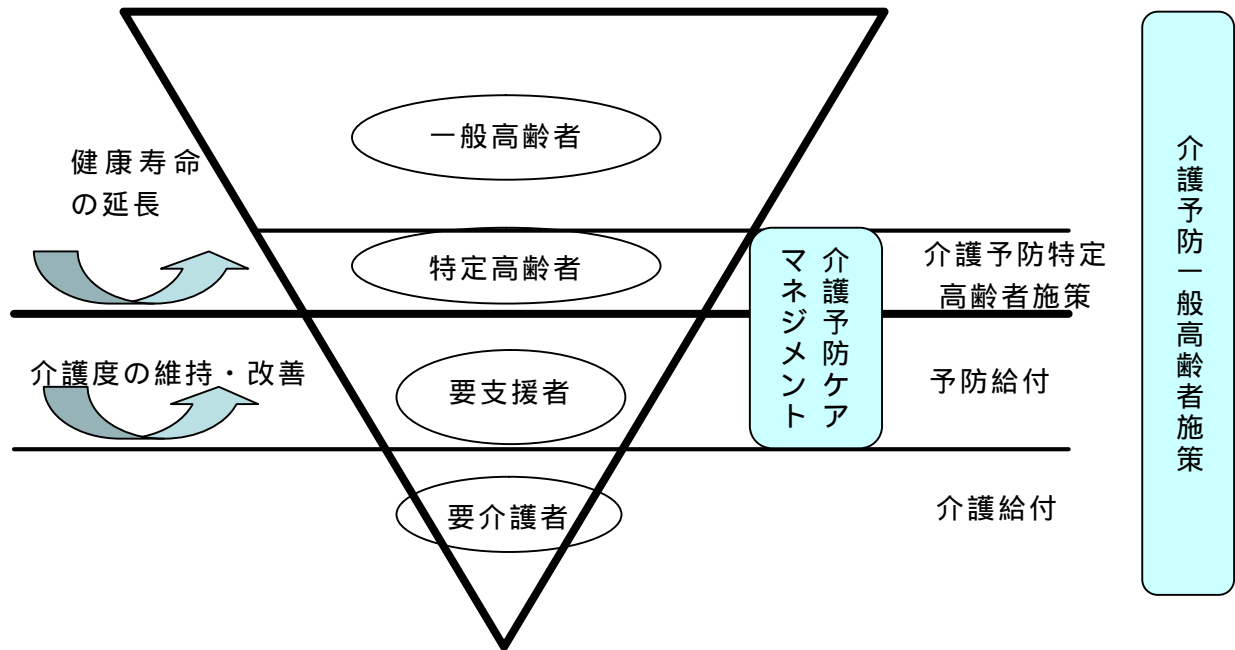 一般高齢者
健康寿命
の延長
特定高齢者
介護予防ケア
マネジメント
介護予防特定
高齢者施策
介護予防一般高齢者施策
介護度の維持・改善
要支援者
予防給付
要介護者
介護給付